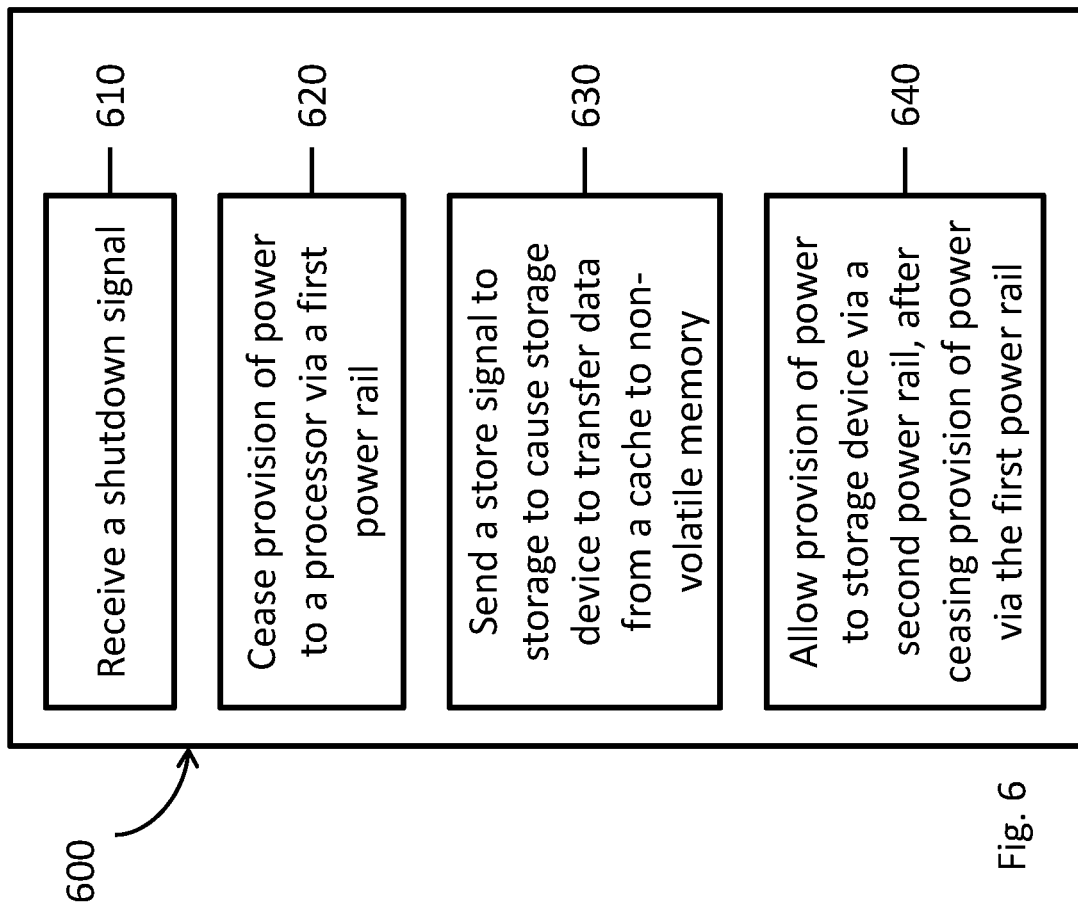 600
Receive a shutdown signal
610
Cease provision of power
to a processor via a first
power rail
620
Send a store signal to
storage to cause storage
device to transfer data
from a cache to non-
volatile memory
630
Allow provision of power
to storage device via a
second power rail, after
ceasing provision of power
via the first power rail
640
Fig. 6